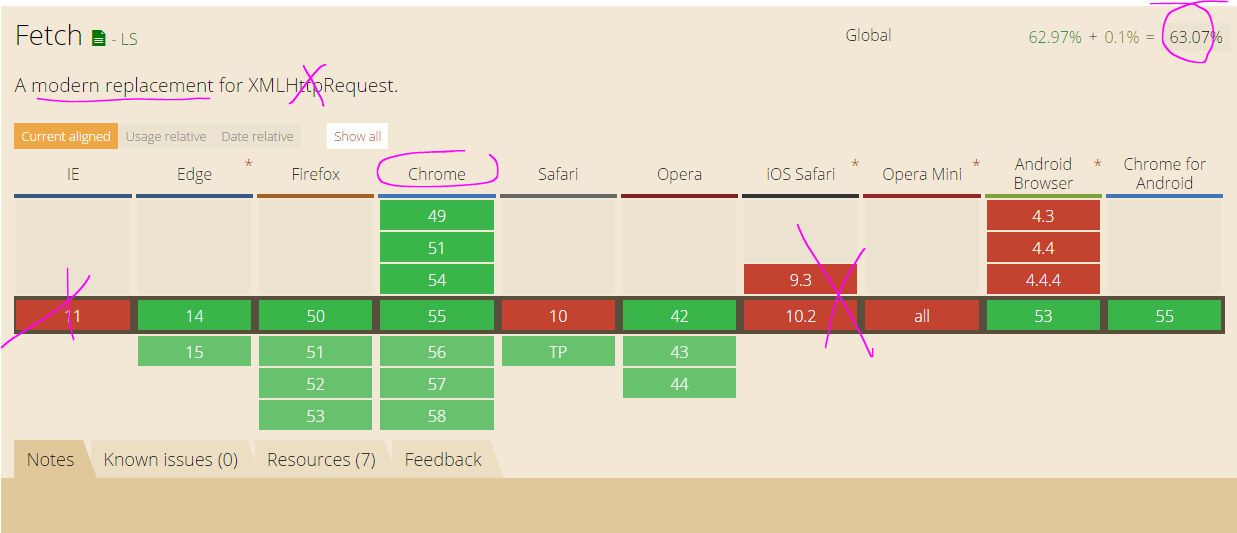 Fetch - LS Global 62.97% + 0.1% = 63.07%
A modern replacement for XMLHttpRequest.
Current aligned Usage relative Date relative Show all
IE Edge * Firefox Chrome Safari Opera iOS Safari * Opera Mini * Android Browser * Chrome for Android
49 4.3
51 4.4
54 9.3 4.4.4
11 14 50 55 10 42 10.2 all 53 55
15 51 56 TP 43
52 57 44
53 58
Notes Known issues (0) Resources (7) Feedback